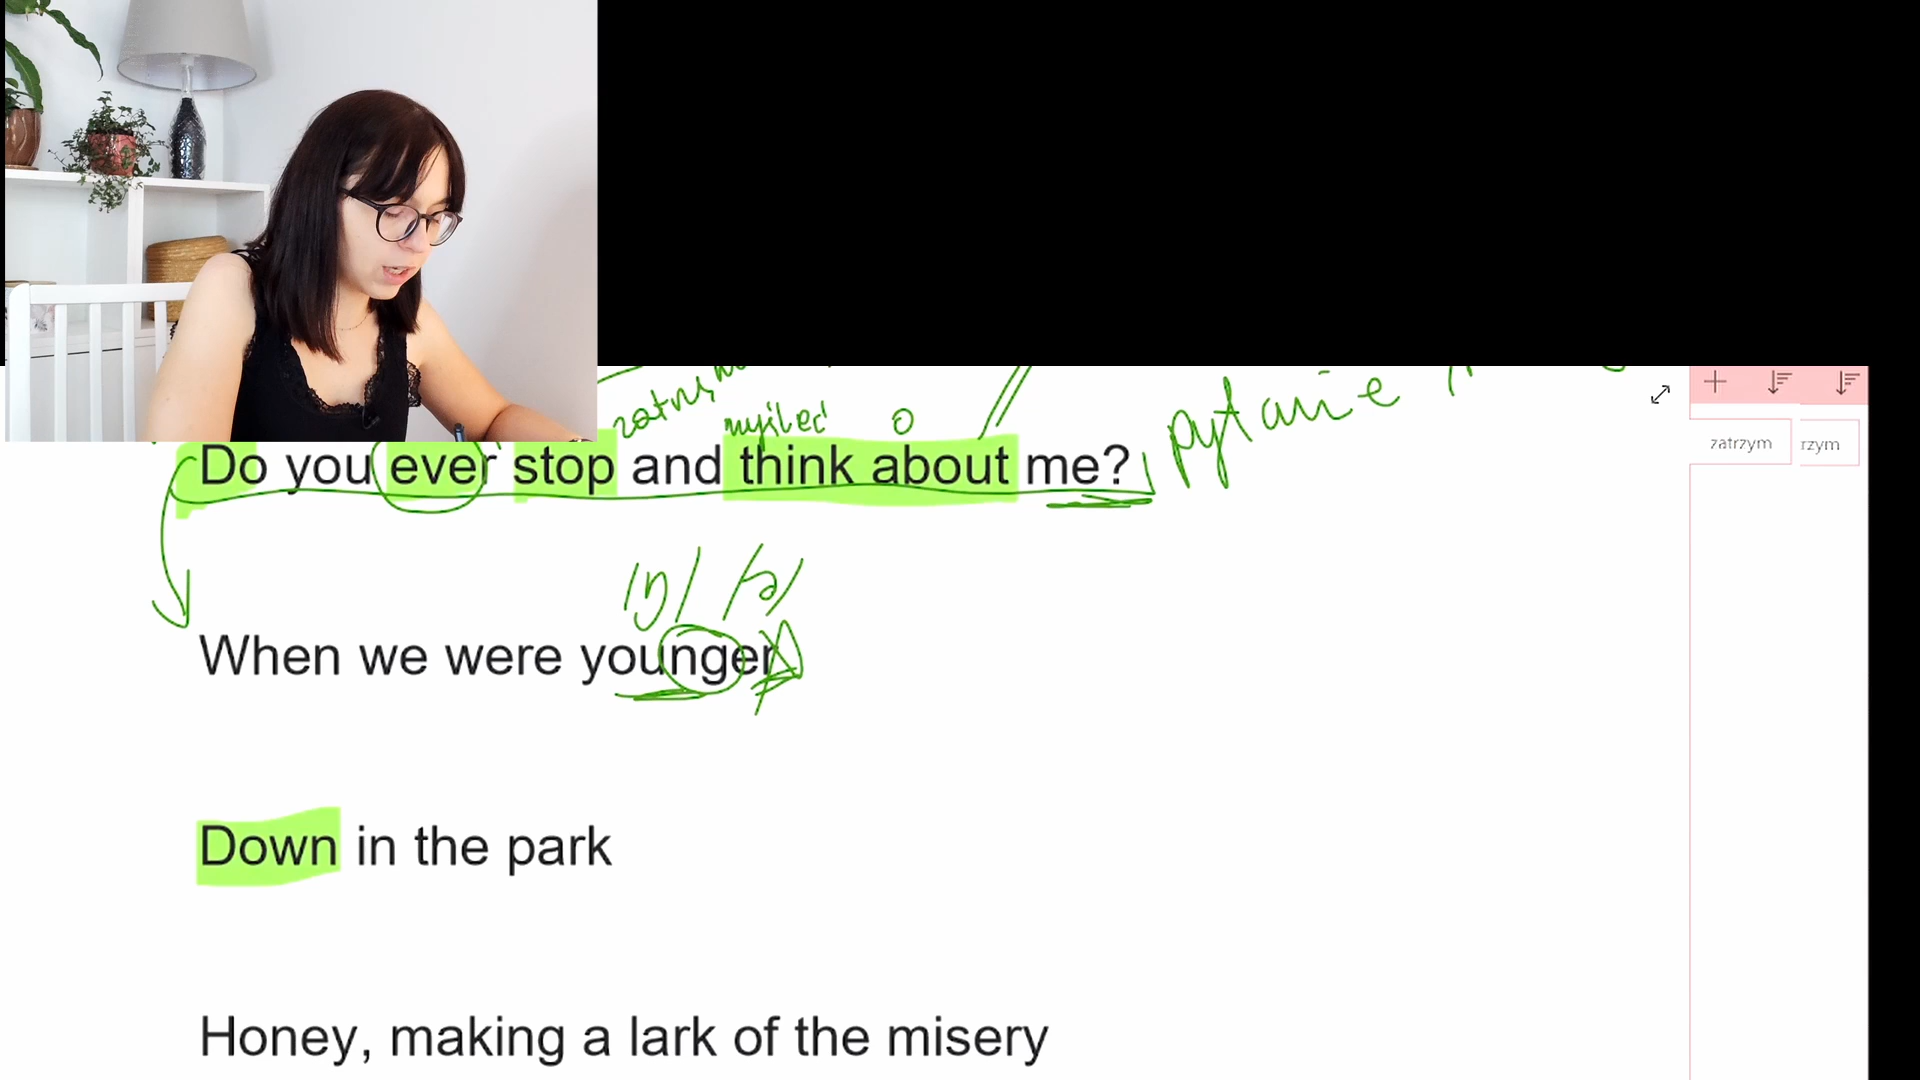 myśleć o pytanie
zatrzym rzym
Do you ever stop and think about me?
/ŋ/ /ə/
When we were younger
Down in the park
Honey, making a lark of the misery